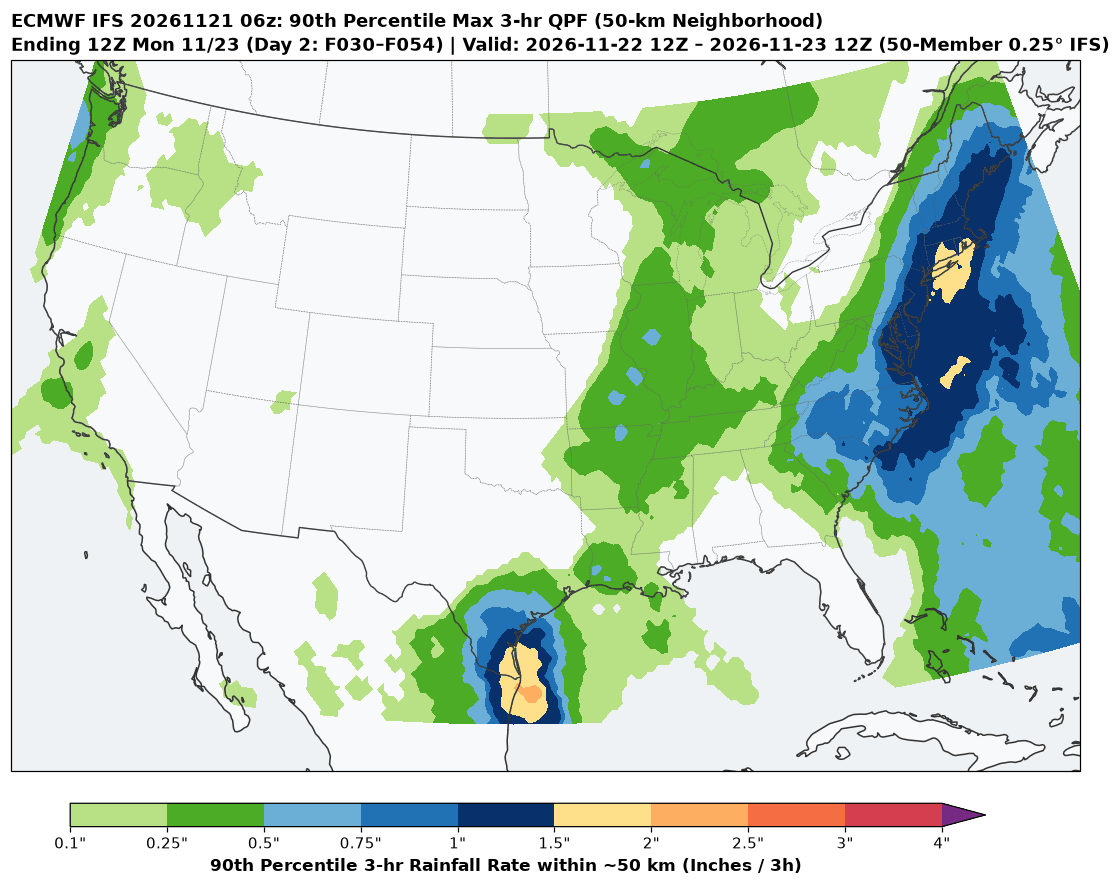 ECMWF IFS 20261121 06z: 90th Percentile Max 3-hr QPF (50-km Neighborhood)
Ending 12Z Mon 11/23 (Day 2: F030–F054) | Valid: 2026-11-22 12Z – 2026-11-23 12Z (50-Member 0.25° IFS)
0.1" 0.25" 0.5" 0.75" 1" 1.5" 2" 2.5" 3" 4"
90th Percentile 3-hr Rainfall Rate within ~50 km (Inches / 3h)